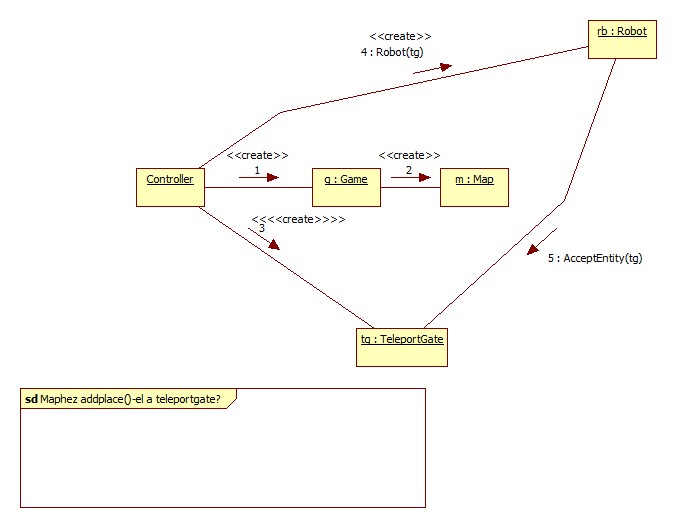 <<create>>
4 : Robot(tg)
rb : Robot
<<create>>
1
<<create>>
2
Controller
g : Game
m : Map
<<<<create>>>>
3
5 : AcceptEntity(tg)
tg : TeleportGate
sd Maphez addplace()-el a teleportgate?